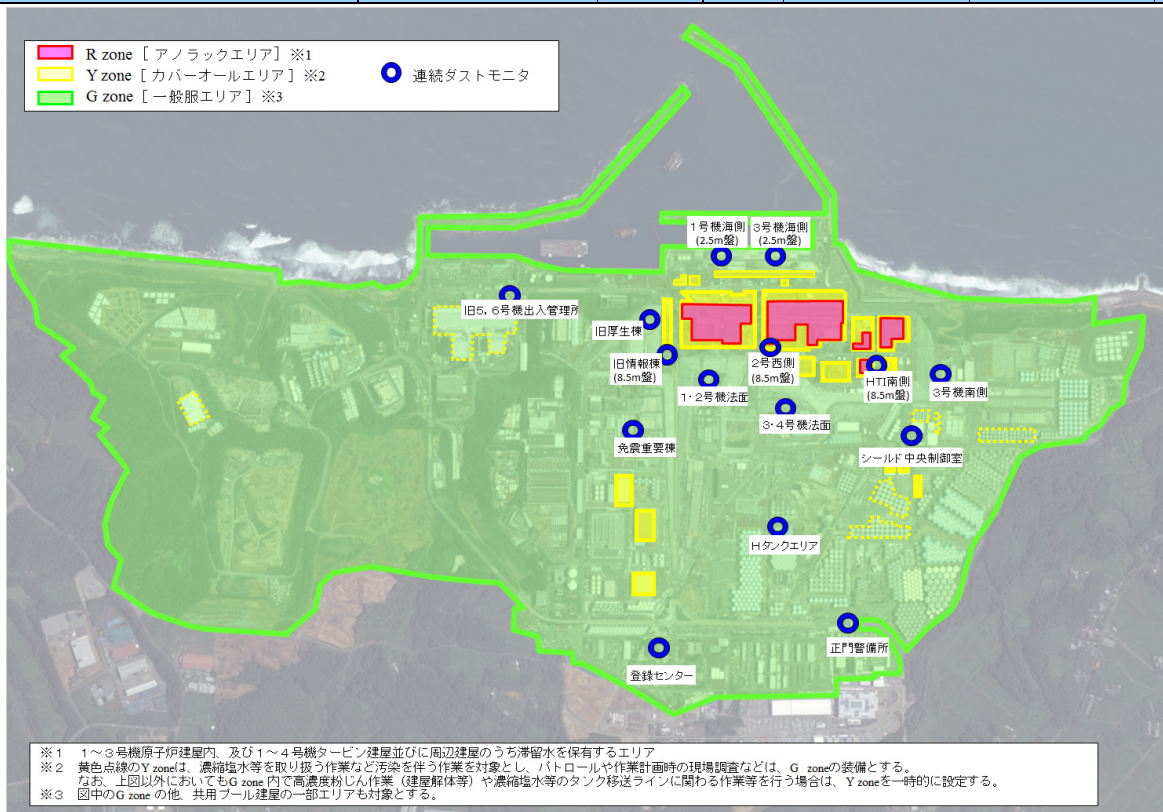 R zone [アノラックエリア]※1
Y zone [カバーオールエリア]※2
G zone [一般服エリア]※3
連続ダストモニタ
1号機海側
(2.5m盤)
3号機海側
(2.5m盤)
旧5,6号機出入管理所
旧厚生棟
旧情報棟
(8.5m盤)
2号西側
(8.5m盤)
HTI南側
(8.5m盤)
1・2号機法面
3号機南側
3・4号機法面
免震重要棟
シールド中央制御室
Hタンクエリア
正門警備所
登録センター
※1 1～3号機原子炉建屋内、及び1～4号機タービン建屋並びに周辺建屋のうち滞留水を保有するエリア
※2 黄色点線のY zoneは、濃縮塩水等を取り扱う作業など汚染を伴う作業を対象とし、パトロールや作業計画時の現場調査などは、G zoneの装備とする。
なお、上図以外においてもG zone 内で高濃度粉じん作業（建屋解体等）や濃縮塩水等のタンク移送ラインに関わる作業等を行う場合は、Y zoneを一時的に設定する。
※3 図中のG zone の他、共用プール建屋の一部エリアも対象とする。